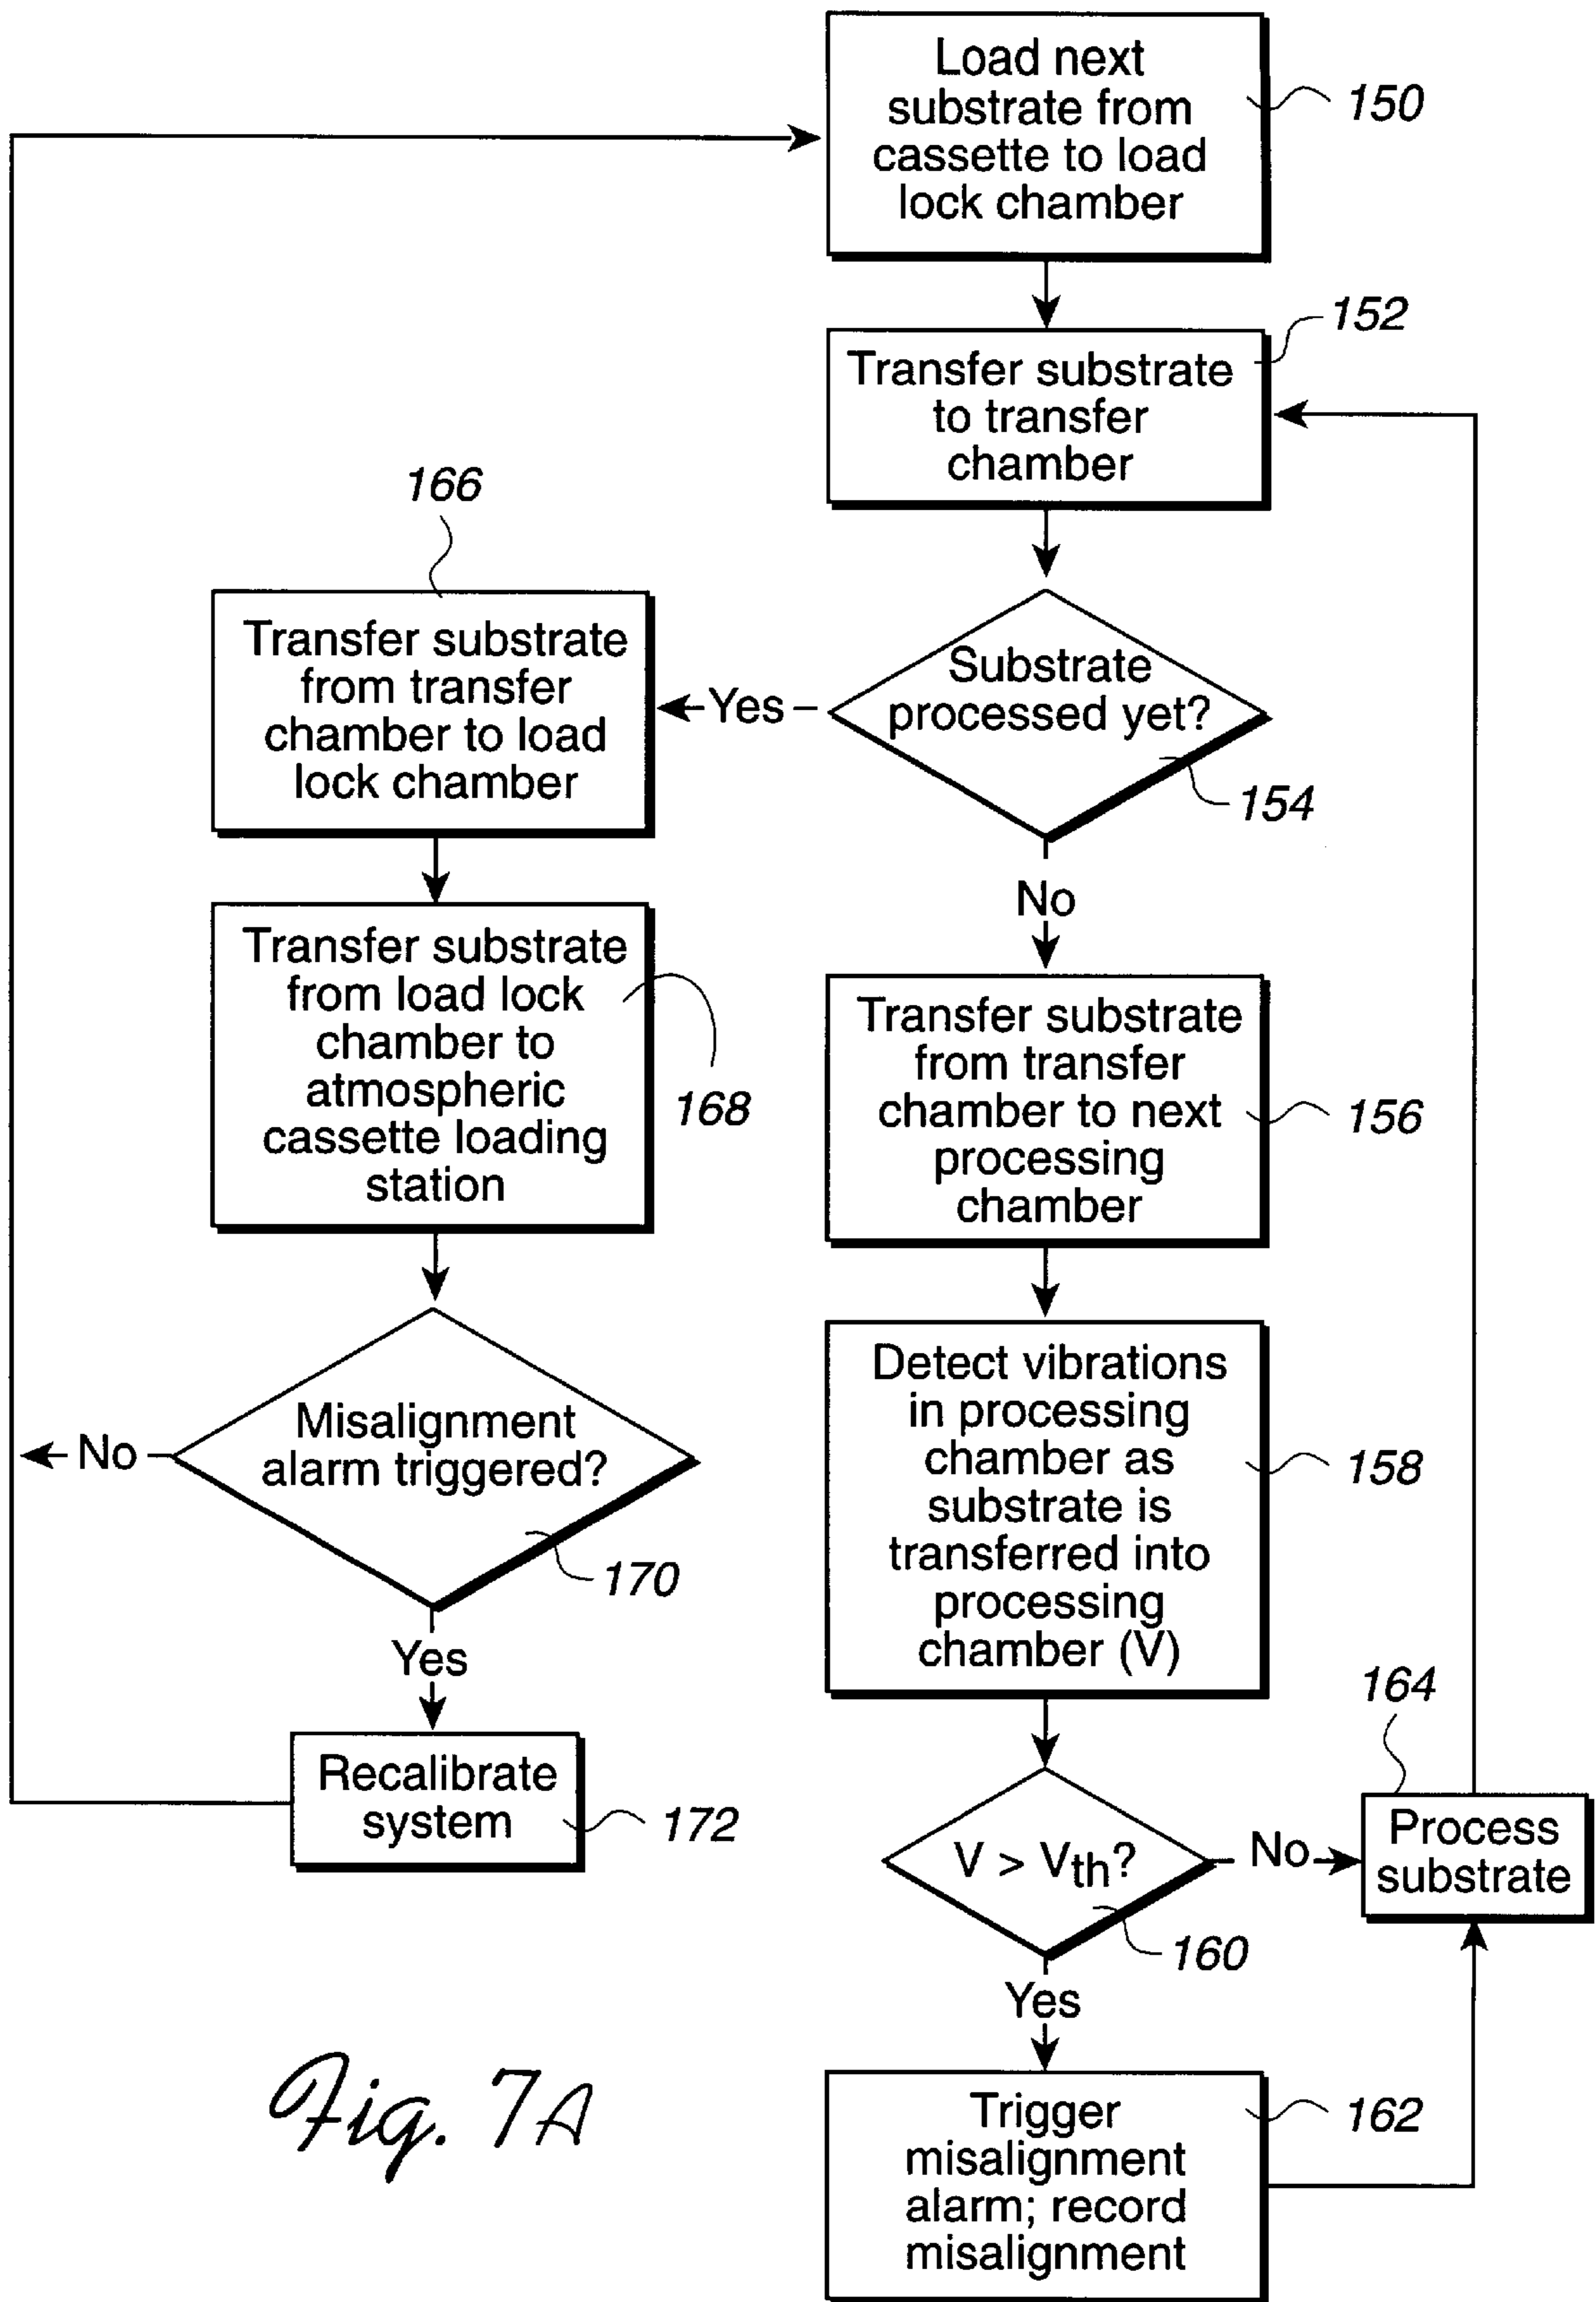 Load next
substrate from
cassette to load
lock chamber
150
152
Transfer substrate
to transfer
chamber
166
Transfer substrate
from transfer
chamber to load
lock chamber
Yes
Substrate
processed yet?
154
No
Transfer substrate
from load lock
chamber to
atmospheric
cassette loading
station
168
Transfer substrate
from transfer
chamber to next
processing
chamber
156
No
Misalignment
alarm triggered?
170
Yes
Detect vibrations
in processing
chamber as
substrate is
transferred into
processing
chamber (V)
158
Recalibrate
system
172
V > Vth?
160
No
164
Process
substrate
Yes
Trigger
misalignment
alarm; record
misalignment
162
Fig. 7A